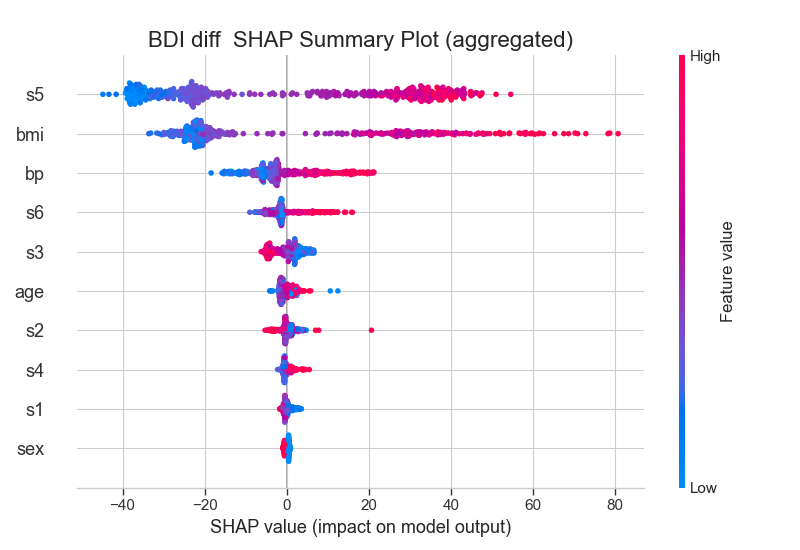 BDI diff  SHAP Summary Plot (aggregated)
High
s5
bmi
bp
s6
s3
age
s2
s4
s1
sex
Feature value
Low
−40 −20 0 20 40 60 80
SHAP value (impact on model output)